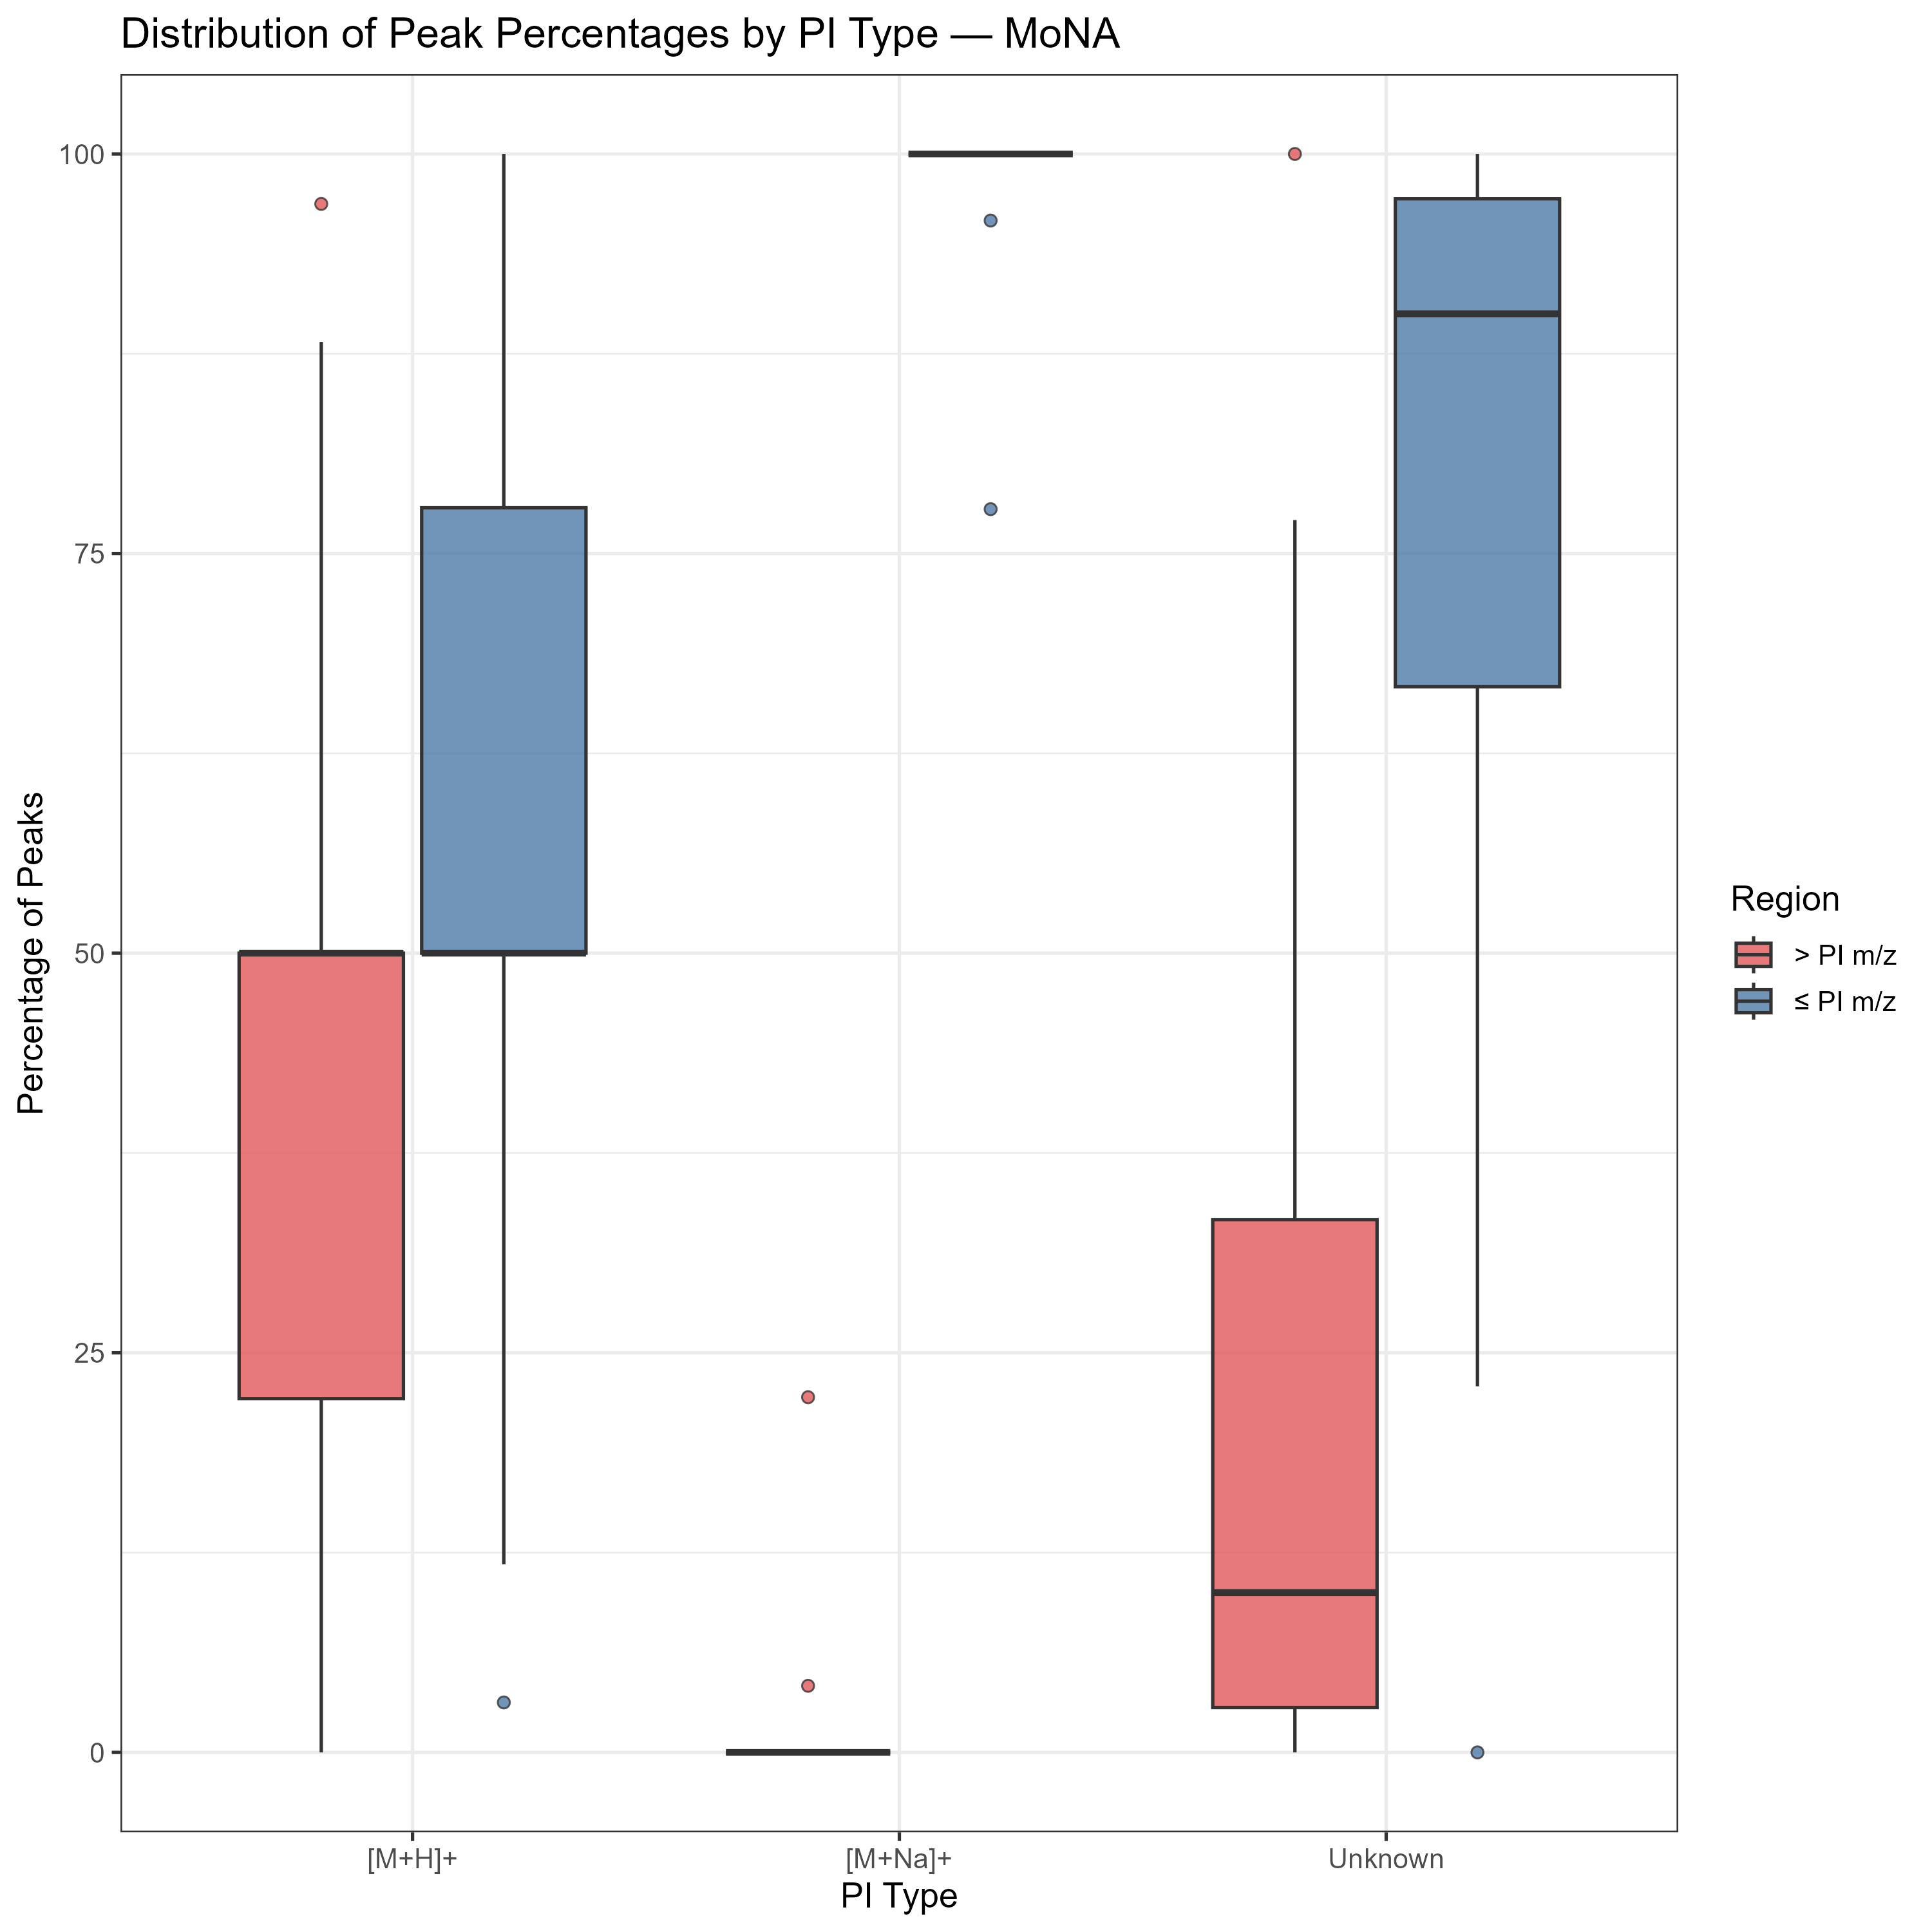 Distribution of Peak Percentages by PI Type — MoNA
Percentage of Peaks
100
75
50
25
0
[M+H]+
[M+Na]+
Unknown
PI Type
Region
> PI m/z
≤ PI m/z